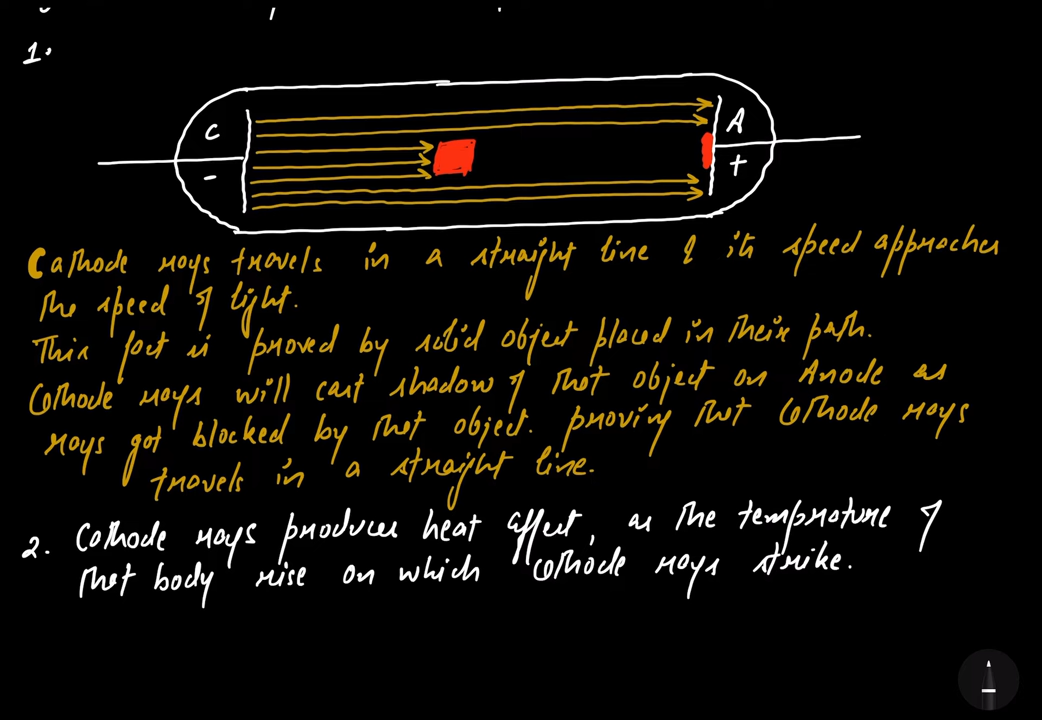 1.
C
A
-
+
Cathode rays travels in a straight line & its speed approaches
the speed of light.
This fact is proved by solid object placed in their path.
Cathode rays will cast shadow of that object on Anode as
rays got blocked by that object. proving that Cathode rays
travels in a straight line.
2. Cathode rays produces heat affect, as the temprature of
that body rise on which Cathode rays strike.